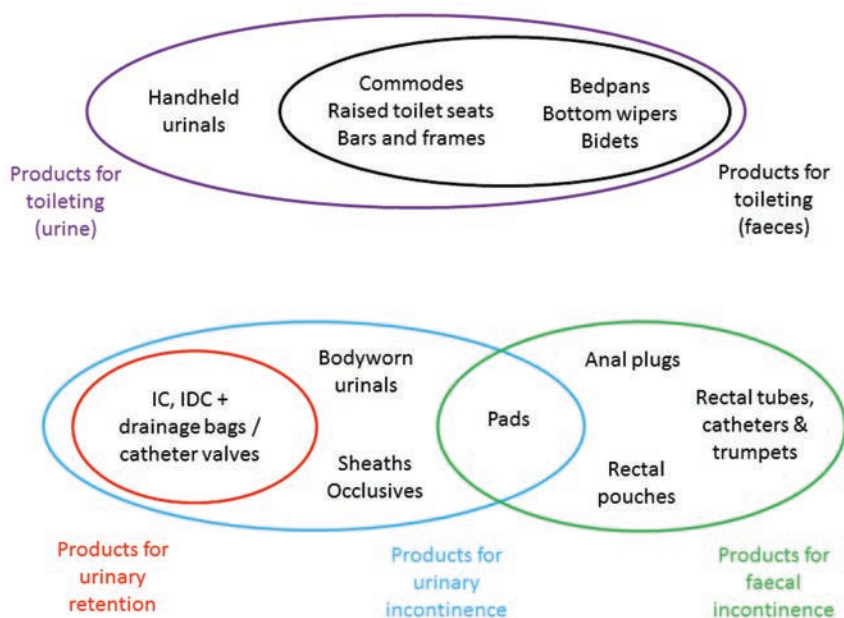 Handheld
urinals
Commodes
Raised toilet seats
Bars and frames
Bedpans
Bottom wipers
Bidets
Products for
toileting
(urine)
Products for
toileting
(faeces)
IC, IDC +
drainage bags /
catheter valves
Bodyworn
urinals
Sheaths
Occlusives
Pads
Anal plugs
Rectal tubes,
catheters &
trumpets
Rectal
pouches
Products for
urinary
retention
Products for
urinary
incontinence
Products for
faecal
incontinence